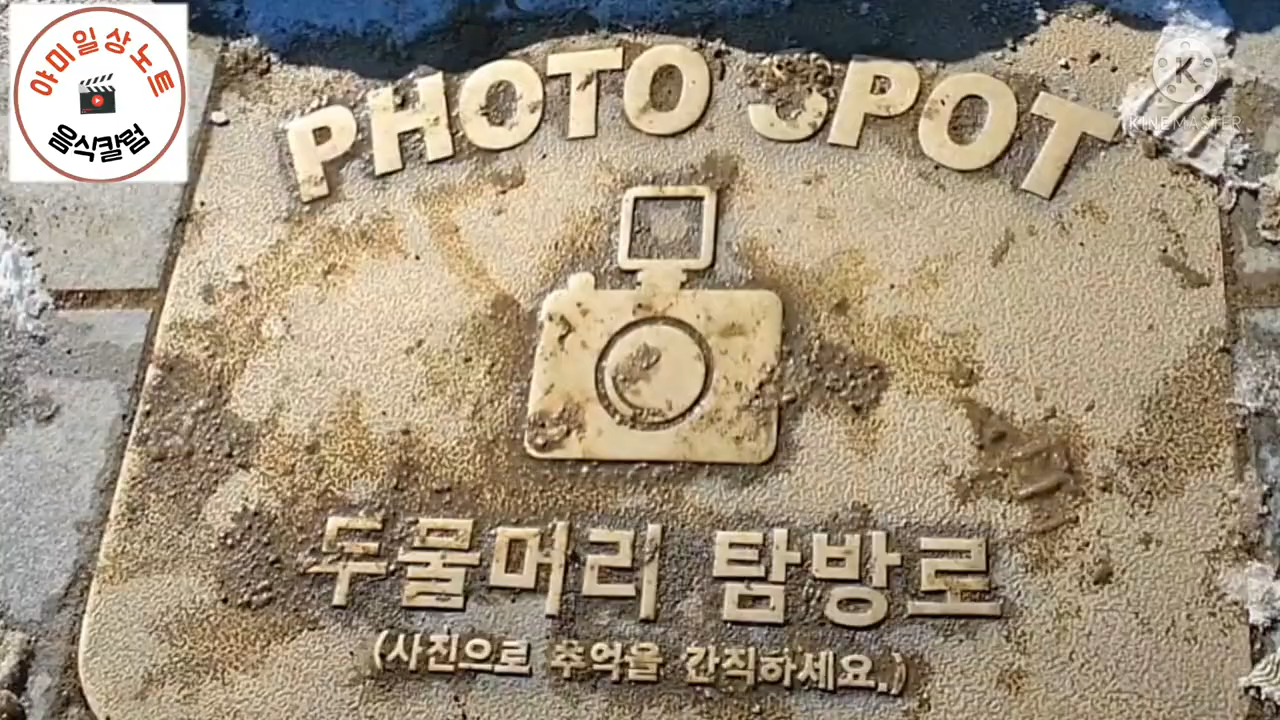 야미일상노트
음식칼럼
KINEMASTER
PHOTO SPOT
두물머리 탐방로
(사진으로 추억을 간직하세요.)